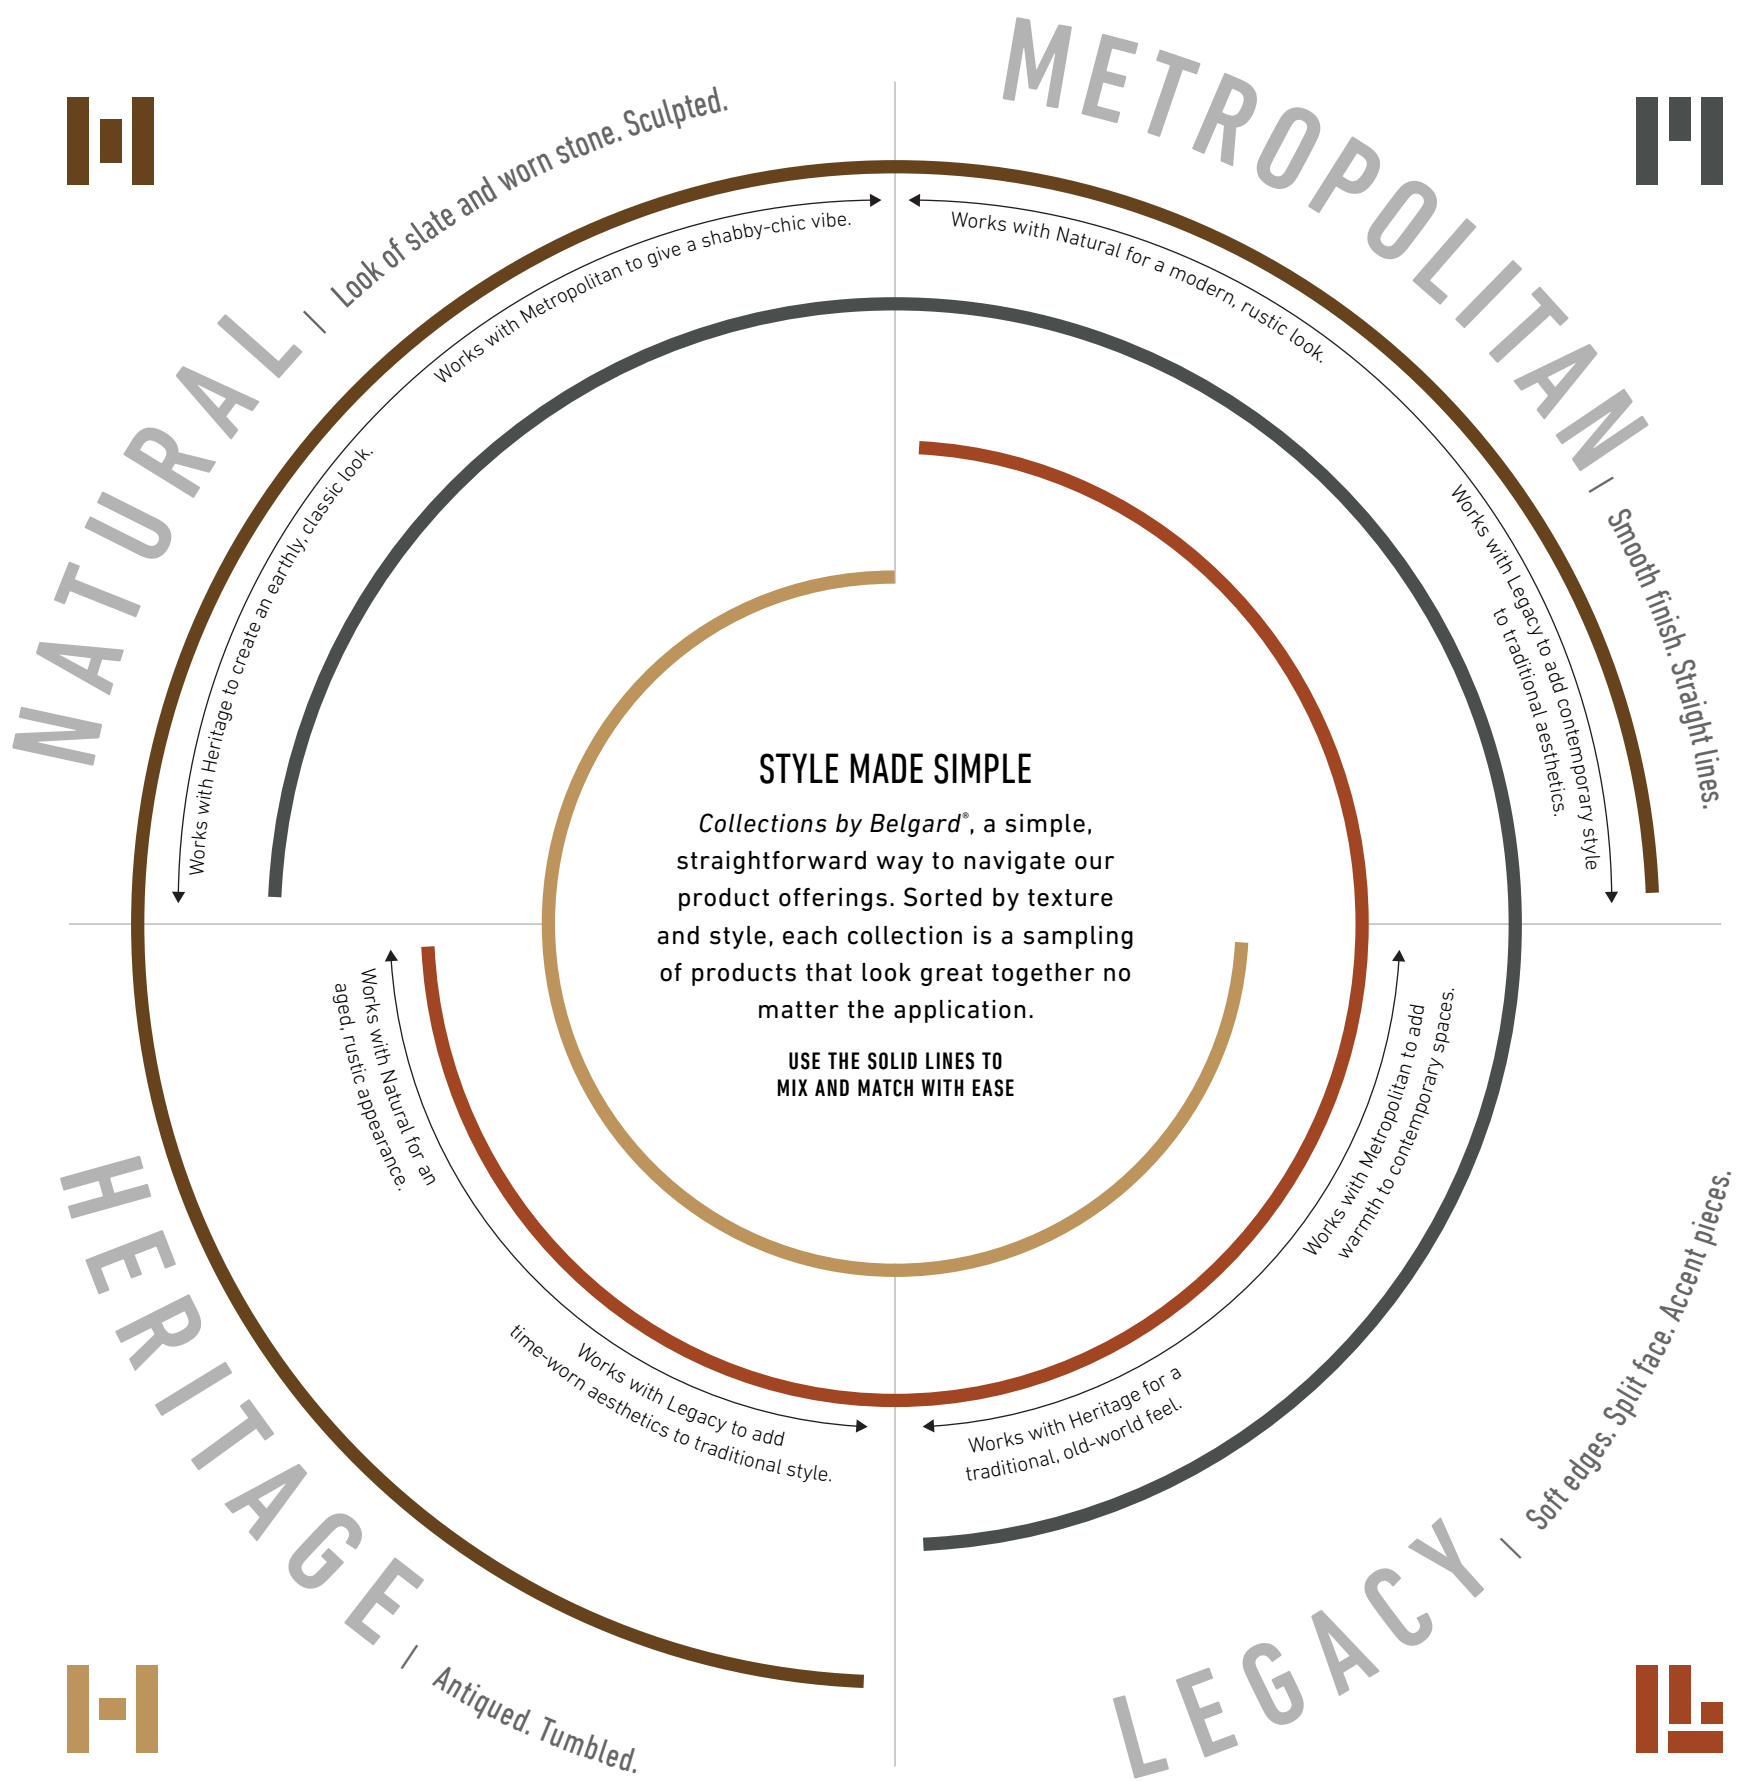 NATURAL | Look of slate and worn stone. Sculpted.
Works with Heritage to create an earthly, classic look.
Works with Metropolitan to give a shabby-chic vibe.
METROPOLITAN | Smooth finish. Straight lines.
Works with Natural for a modern, rustic look.
Works with Legacy to add contemporary style
to traditional aesthetics.
STYLE MADE SIMPLE
Collections by Belgard®, a simple,
straightforward way to navigate our
product offerings. Sorted by texture
and style, each collection is a sampling
of products that look great together no
matter the application.
USE THE SOLID LINES TO
MIX AND MATCH WITH EASE
HERITAGE | Antiqued. Tumbled.
Works with Natural for an
aged, rustic appearance.
Works with Legacy to add
time-worn aesthetics to traditional style.
LEGACY | Soft edges. Split face. Accent pieces.
Works with Heritage for a
traditional, old-world feel.
Works with Metropolitan to add
warmth to contemporary spaces.